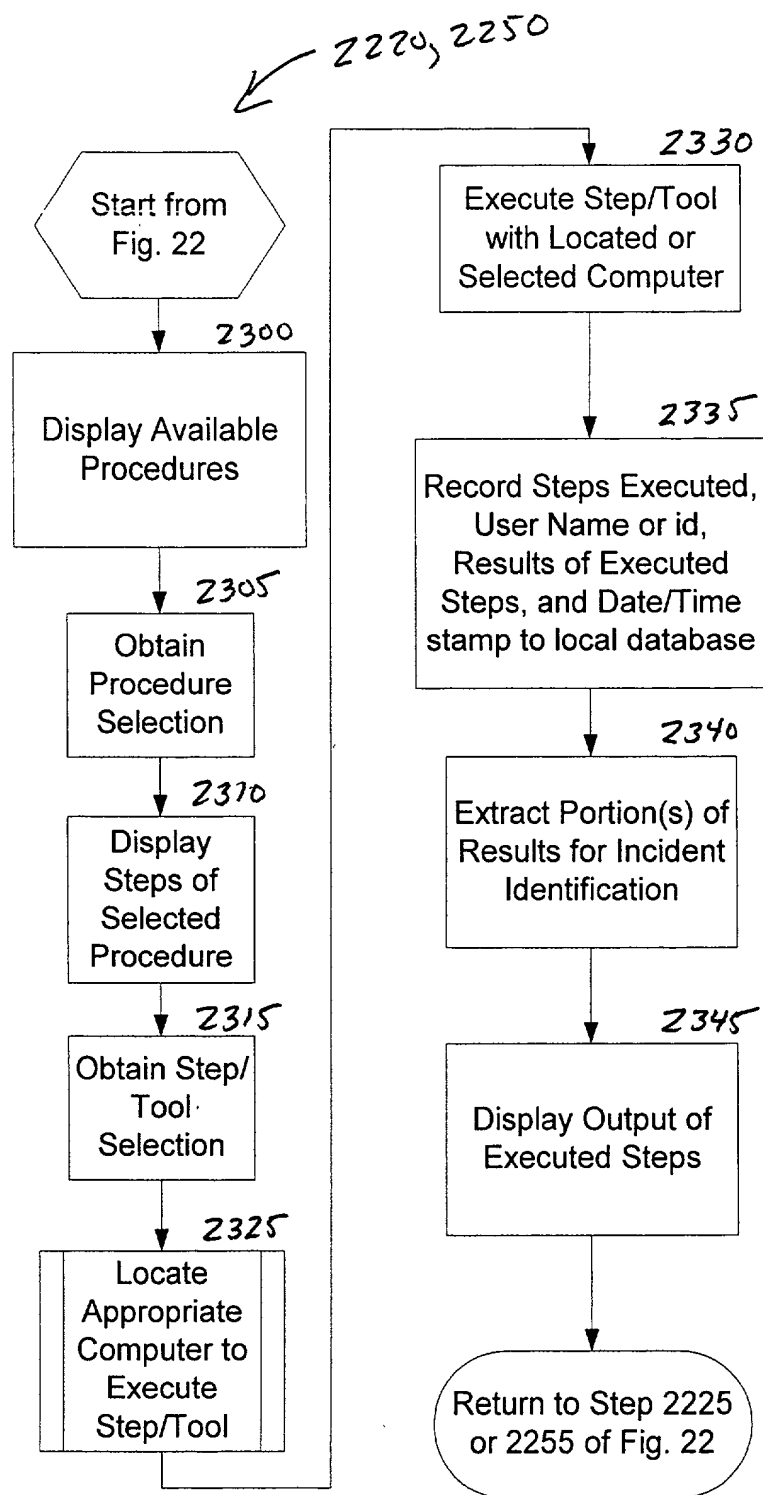 2220, 2250
Start from
Fig. 22
2300
Display Available
Procedures
2305
Obtain
Procedure
Selection
2310
Display
Steps of
Selected
Procedure
2315
Obtain Step/
Tool
Selection
2325
Locate
Appropriate
Computer to
Execute
Step/Tool
2330
Execute Step/Tool
with Located or
Selected Computer
2335
Record Steps Executed,
User Name or id,
Results of Executed
Steps, and Date/Time
stamp to local database
2340
Extract Portion(s) of
Results for Incident
Identification
2345
Display Output of
Executed Steps
Return to Step 2225
or 2255 of Fig. 22